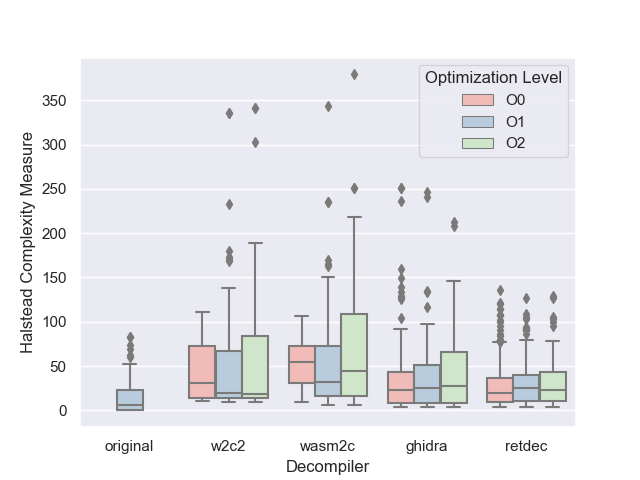 Optimization Level
O0
O1
O2
Halstead Complexity Measure
350
300
250
200
150
100
50
0
original
w2c2
wasm2c
ghidra
retdec
Decompiler